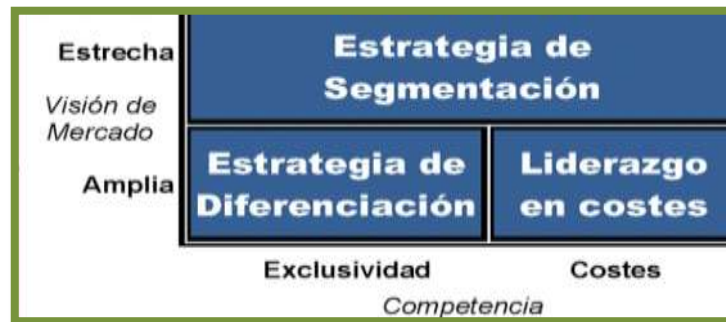 Estrecha
Estrategia de
Segmentación
Visión de
Mercado
Amplia
Estrategia de
Diferenciación
Liderazgo
en costes
Exclusividad
Costes
Competencia